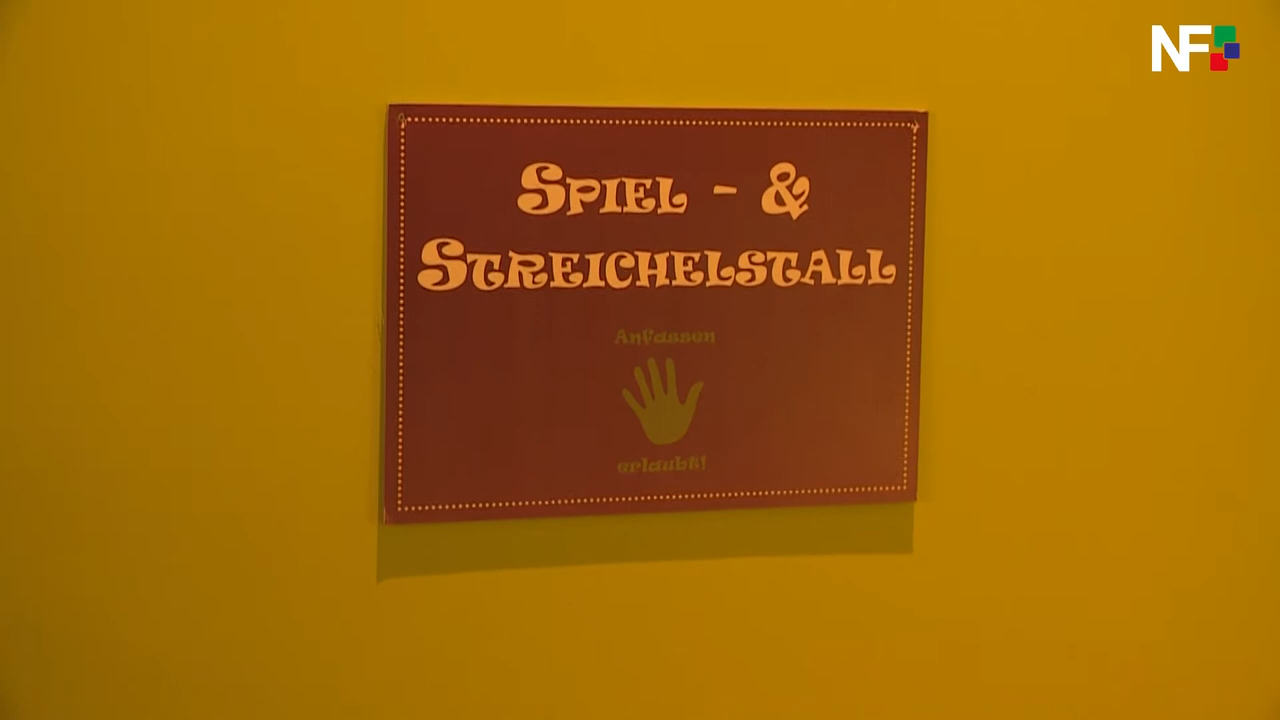 NF
SPIEL - &
STREICHELSTALL
Anfassen
erlaubt!